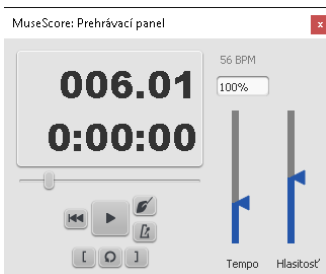 MuseScore: Prehrávací panel
x
56 BPM
006.01
100%
0:00:00
[ ]
Tempo Hlasitosť